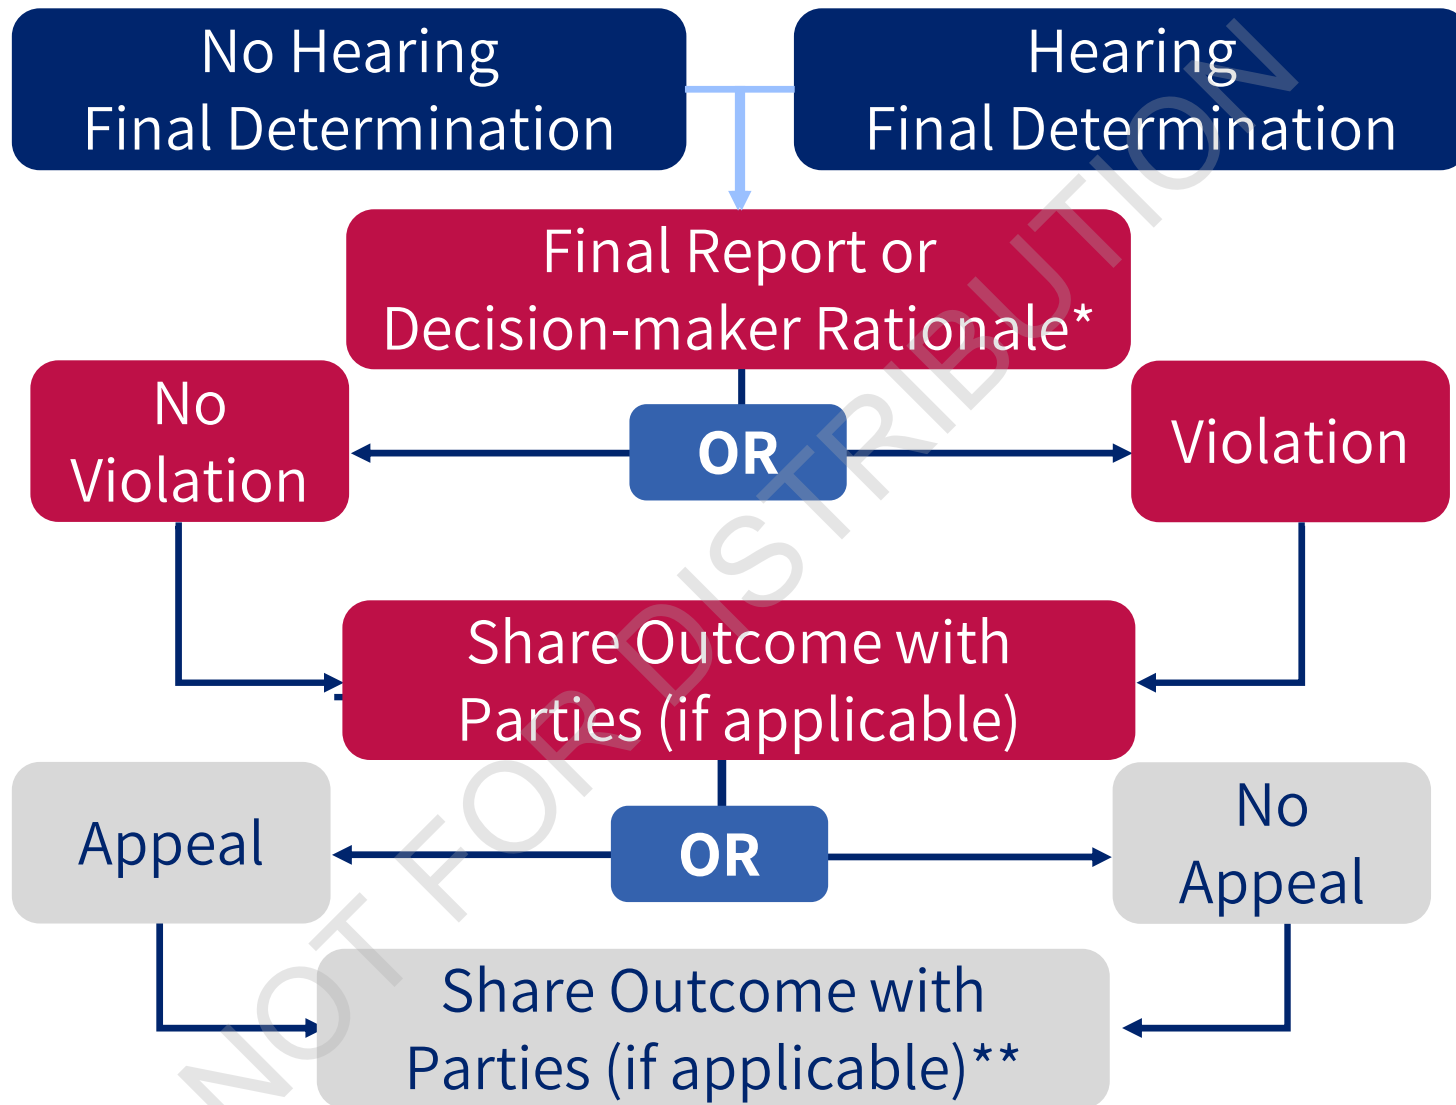 No Hearing
Final Determination
Hearing
Final Determination
Final Report or
Decision-maker Rationale*
No
Violation
OR
Violation
Share Outcome with
Parties (if applicable)
Appeal
OR
No
Appeal
Share Outcome with
Parties (if applicable)**
NOT FOR DISTRIBUTION